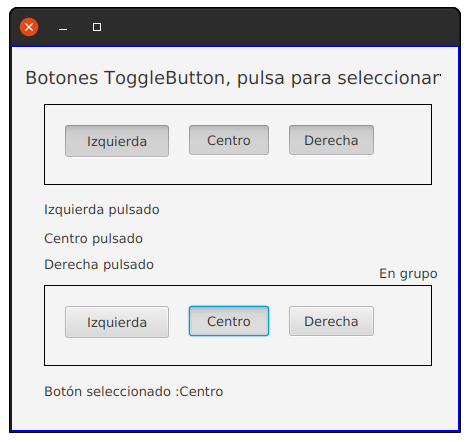 Botones ToggleButton, pulsa para seleccionar
Izquierda Centro Derecha
Izquierda pulsado
Centro pulsado
Derecha pulsado
En grupo
Izquierda Centro Derecha
Botón seleccionado :Centro